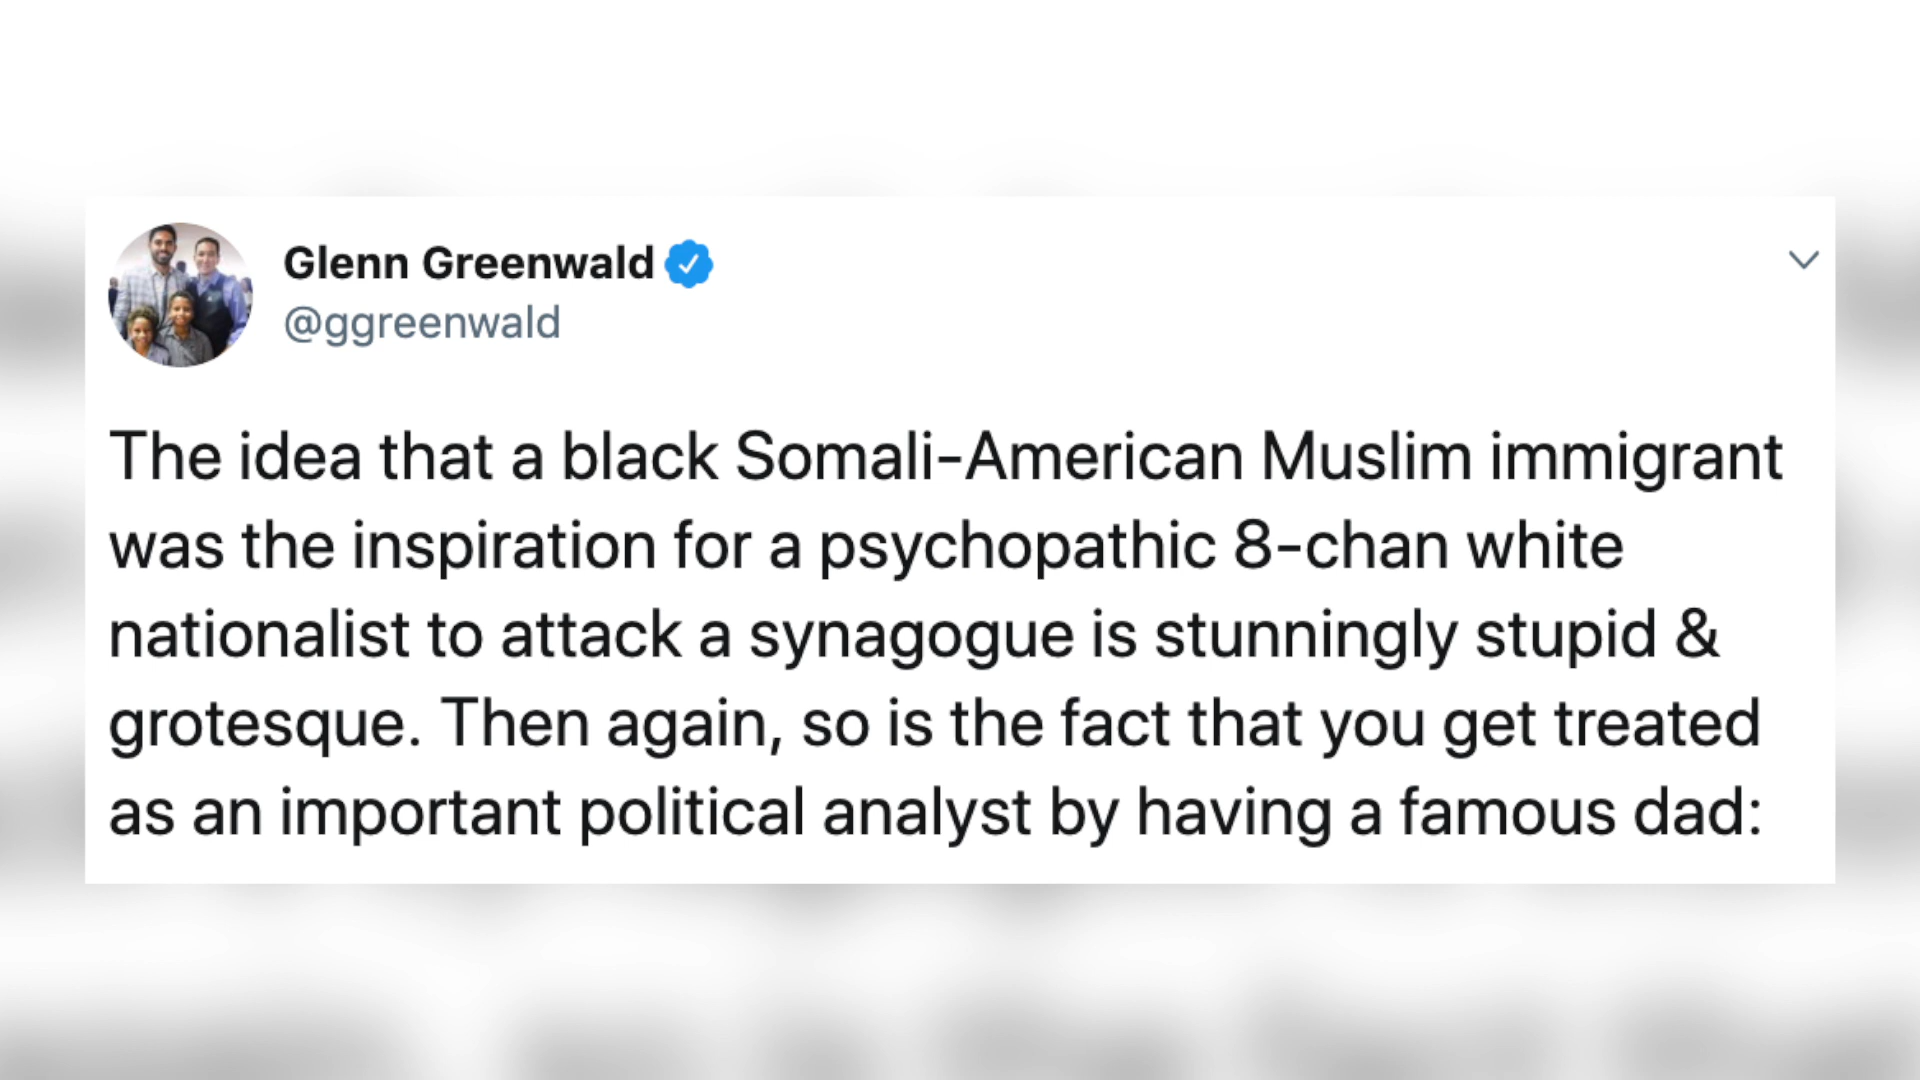 Glenn Greenwald
@ggreenwald
The idea that a black Somali-American Muslim immigrant
was the inspiration for a psychopathic 8-chan white
nationalist to attack a synagogue is stunningly stupid &
grotesque. Then again, so is the fact that you get treated
as an important political analyst by having a famous dad: